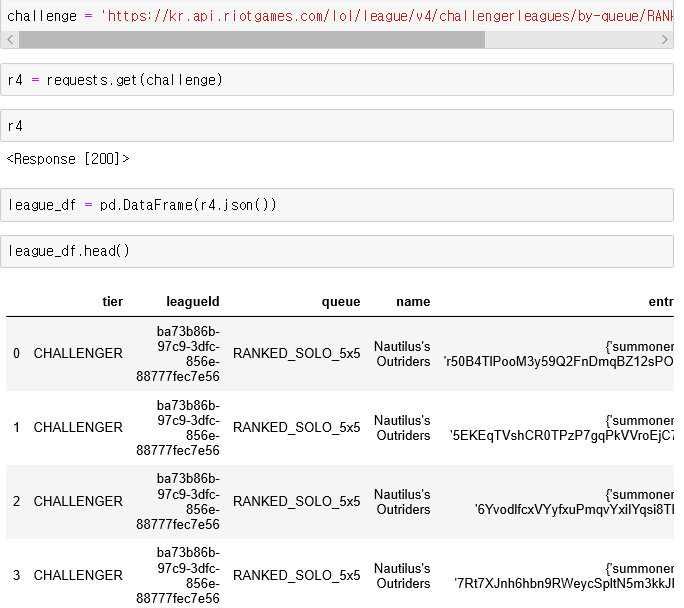 challenge = 'https://kr.api.riotgames.com/lol/league/v4/challengerleagues/by-queue/RANK
r4 = requests.get(challenge)
r4
<Response [200]>
league_df = pd.DataFrame(r4.json())
league_df.head()
tier leagueId queue name entr
0 CHALLENGER ba73b86b-97c9-3dfc-856e-88777fec7e56 RANKED_SOLO_5x5 Nautilus's Outriders {'summoner
1 CHALLENGER ba73b86b-97c9-3dfc-856e-88777fec7e56 RANKED_SOLO_5x5 Nautilus's Outriders {'summoner
2 CHALLENGER ba73b86b-97c9-3dfc-856e-88777fec7e56 RANKED_SOLO_5x5 Nautilus's Outriders {'summoner
3 CHALLENGER ba73b86b-97c9-3dfc-856e-88777fec7e56 RANKED_SOLO_5x5 Nautilus's Outriders {'summoner